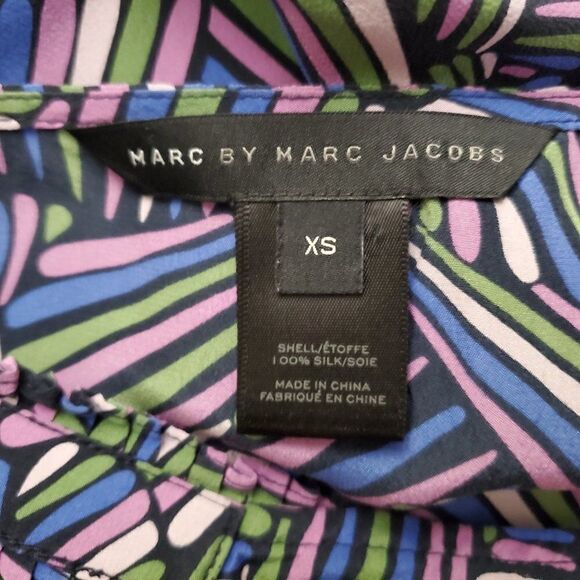 MARC BY MARC JACOBS
XS
SHELL/ÉTOFFE
100% SILK/SOIE
MADE IN CHINA
FABRIQUÉ EN CHINE